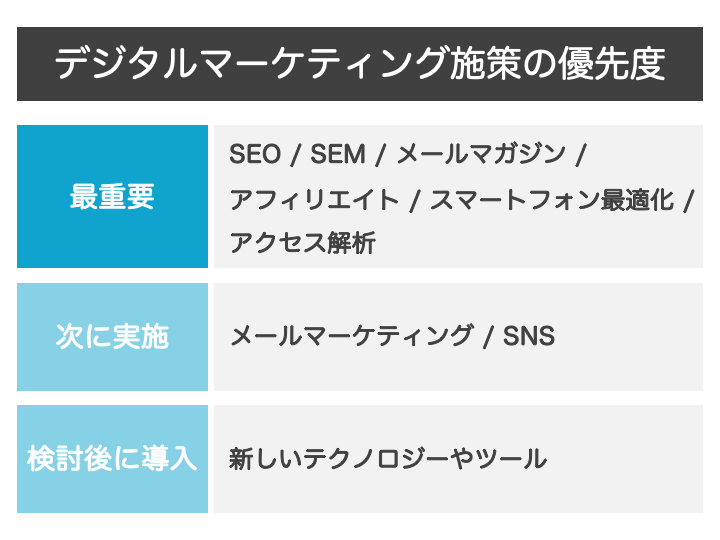 デジタルマーケティング施策の優先度
最重要
SEO / SEM / メールマガジン /
アフィリエイト / スマートフォン最適化 /
アクセス解析
次に実施
メールマーケティング / SNS
検討後に導入
新しいテクノロジーやツール